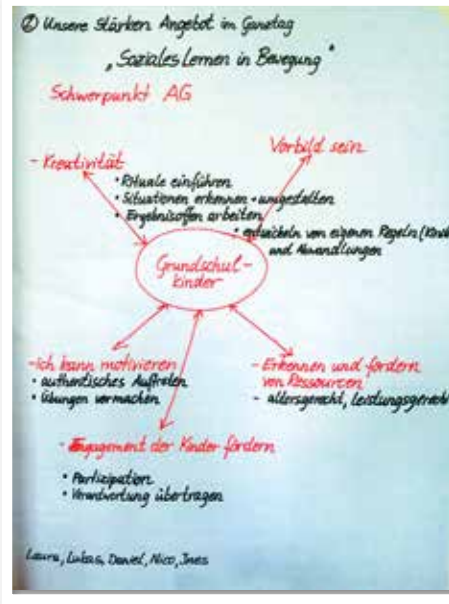 ② Unsere Stärken Angebot im Ganztag
„Soziales Lernen in Bewegung"
Schwerpunkt AG
- Kreativität
Vorbild sein
• Rituale einführen
• Situationen erkennen + umgestalten
• Ergebnisoffen arbeiten
• entwickeln von eigenen Regeln (Kind
und Abwandlungen
Grundschul-
kinder
- ich kann motivieren
• authentisches Auftreten
• Übungen vormachen
- Erkennen und fördern
von Ressourcen
- altersgerecht, leistungsgerecht
- Engagement der Kinder fördern
• Partizipation
• Verantwortung übertragen
Laura, Lukas, Daniel, Nico, Ines